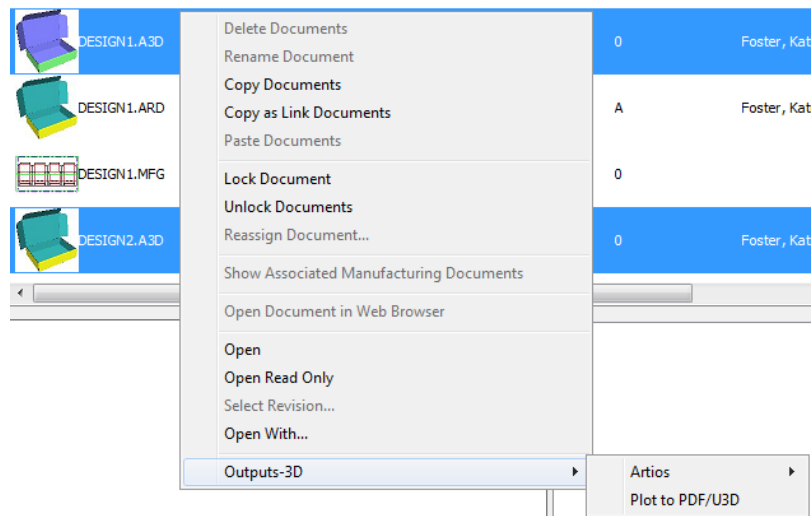 DESIGN1.A3D
0
Foster, Kat
DESIGN1.ARD
A
Foster, Kat
DESIGN1.MFG
0
DESIGN2.A3D
0
Foster, Kat
Delete Documents
Rename Document
Copy Documents
Copy as Link Documents
Paste Documents
Lock Document
Unlock Documents
Reassign Document...
Show Associated Manufacturing Documents
Open Document in Web Browser
Open
Open Read Only
Select Revision...
Open With...
Outputs-3D
Artios
Plot to PDF/U3D